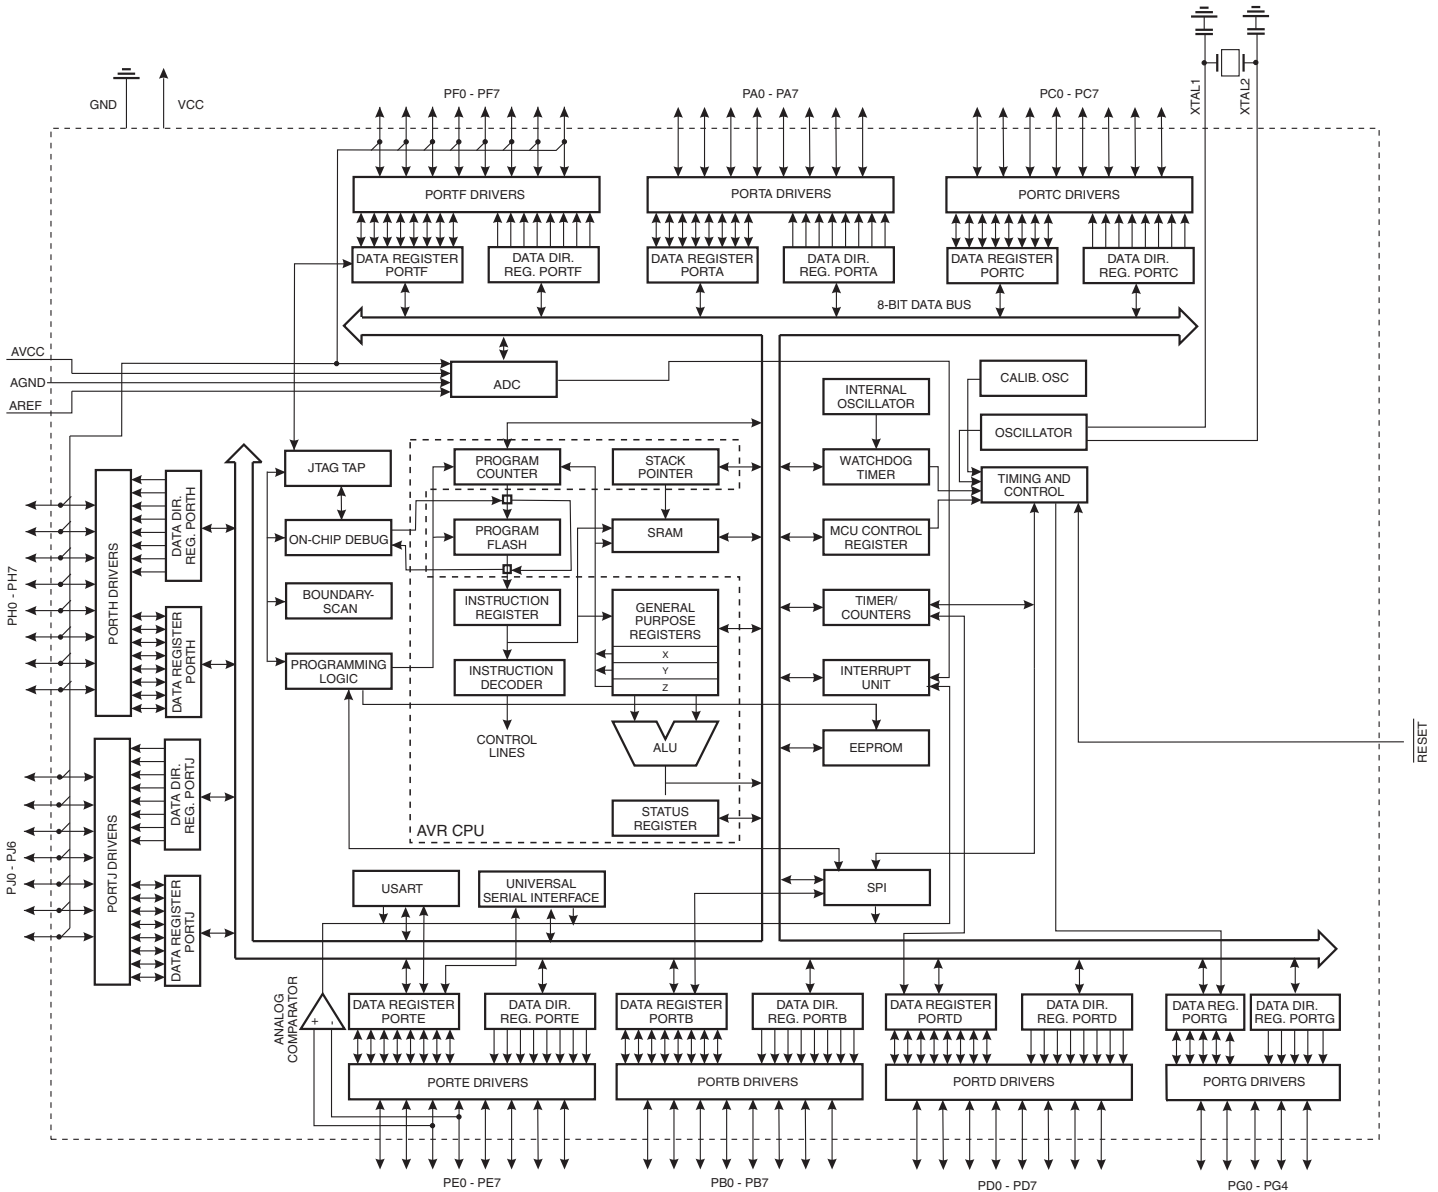 PF0 - PF7
PA0 - PA7
PC0 - PC7
XTAL1
XTAL2
GND
VCC
PORTF DRIVERS
PORTA DRIVERS
PORTC DRIVERS
DATA REGISTER
PORTF
DATA DIR.
REG. PORTF
DATA REGISTER
PORTA
DATA DIR.
REG. PORTA
DATA REGISTER
PORTC
DATA DIR.
REG. PORTC
8-BIT DATA BUS
AVCC
AGND
AREF
ADC
INTERNAL
OSCILLATOR
CALIB. OSC
OSCILLATOR
JTAG TAP
PROGRAM
COUNTER
STACK
POINTER
WATCHDOG
TIMER
TIMING AND
CONTROL
ON-CHIP DEBUG
PROGRAM
FLASH
SRAM
MCU CONTROL
REGISTER
BOUNDARY-
SCAN
INSTRUCTION
REGISTER
GENERAL
PURPOSE
REGISTERS
X
Y
Z
TIMER/
COUNTERS
PROGRAMMING
LOGIC
INSTRUCTION
DECODER
INTERRUPT
UNIT
CONTROL
LINES
ALU
EEPROM
RESET
STATUS
REGISTER
AVR CPU
PH0 - PH7
PORTH DRIVERS
DATA DIR.
REG. PORTH
DATA REGISTER
PORTH
PJ0 - PJ6
PORTJ DRIVERS
DATA DIR.
REG. PORTJ
DATA REGISTER
PORTJ
USART
UNIVERSAL
SERIAL INTERFACE
SPI
ANALOG
COMPARATOR
+
-
DATA REGISTER
PORTE
DATA DIR.
REG. PORTE
DATA REGISTER
PORTB
DATA DIR.
REG. PORTB
DATA REGISTER
PORTD
DATA DIR.
REG. PORTD
DATA REG.
PORTG
DATA DIR.
REG. PORTG
PORTE DRIVERS
PORTB DRIVERS
PORTD DRIVERS
PORTG DRIVERS
PE0 - PE7
PB0 - PB7
PD0 - PD7
PG0 - PG4